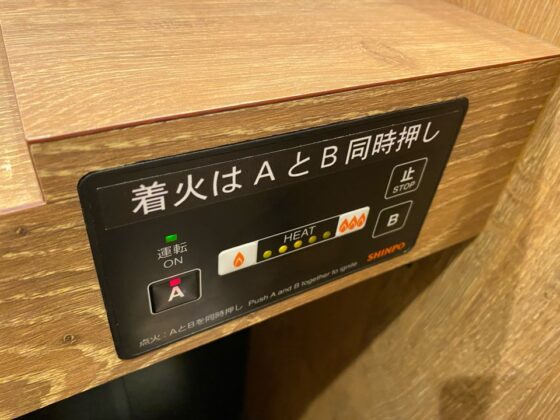 着火はAとB同時押し
止
STOP
運転
ON
HEAT
B
A
SHINPO
点火：AとBを同時押し Push A and B together to ignite